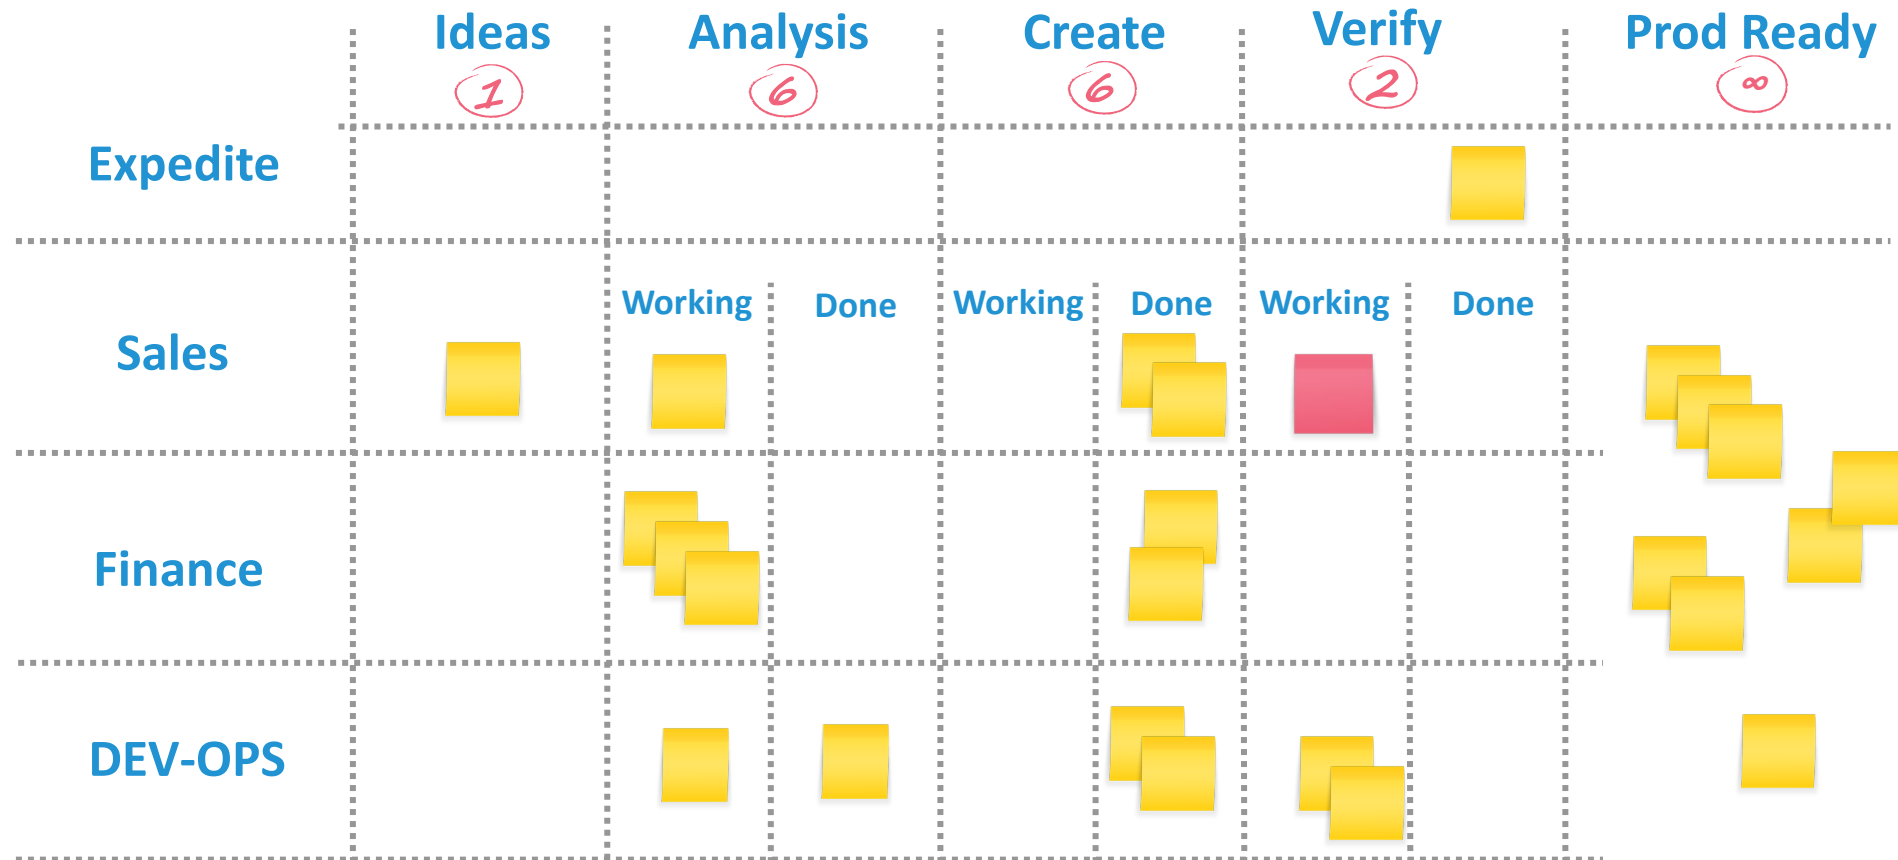 Ideas Analysis Create Verify Prod Ready
1 6 6 2 ∞
Expedite
Working Done Working Done Working Done
Sales
Finance
DEV-OPS